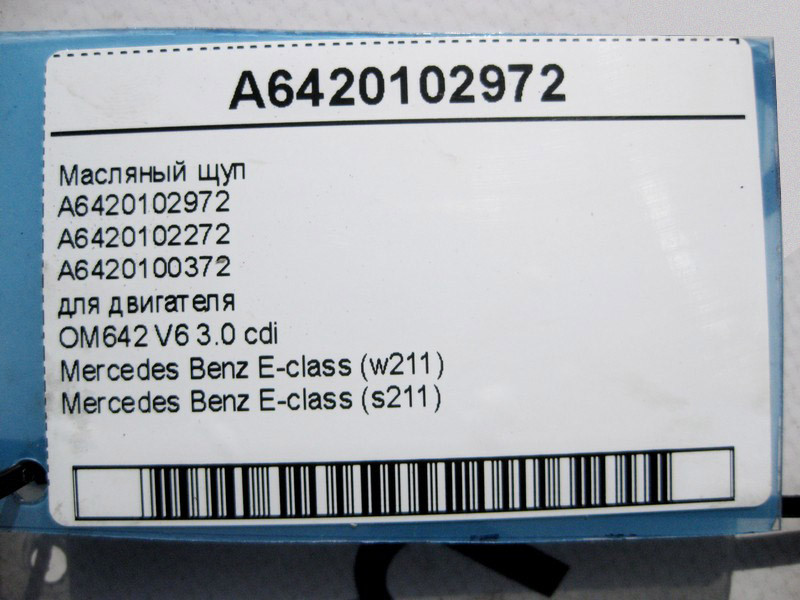 A6420102972
Масляный щуп
A6420102972
A6420102272
A6420100372
для двигателя
OM642 V6 3.0 cdi
Mercedes Benz E-class (w211)
Mercedes Benz E-class (s211)